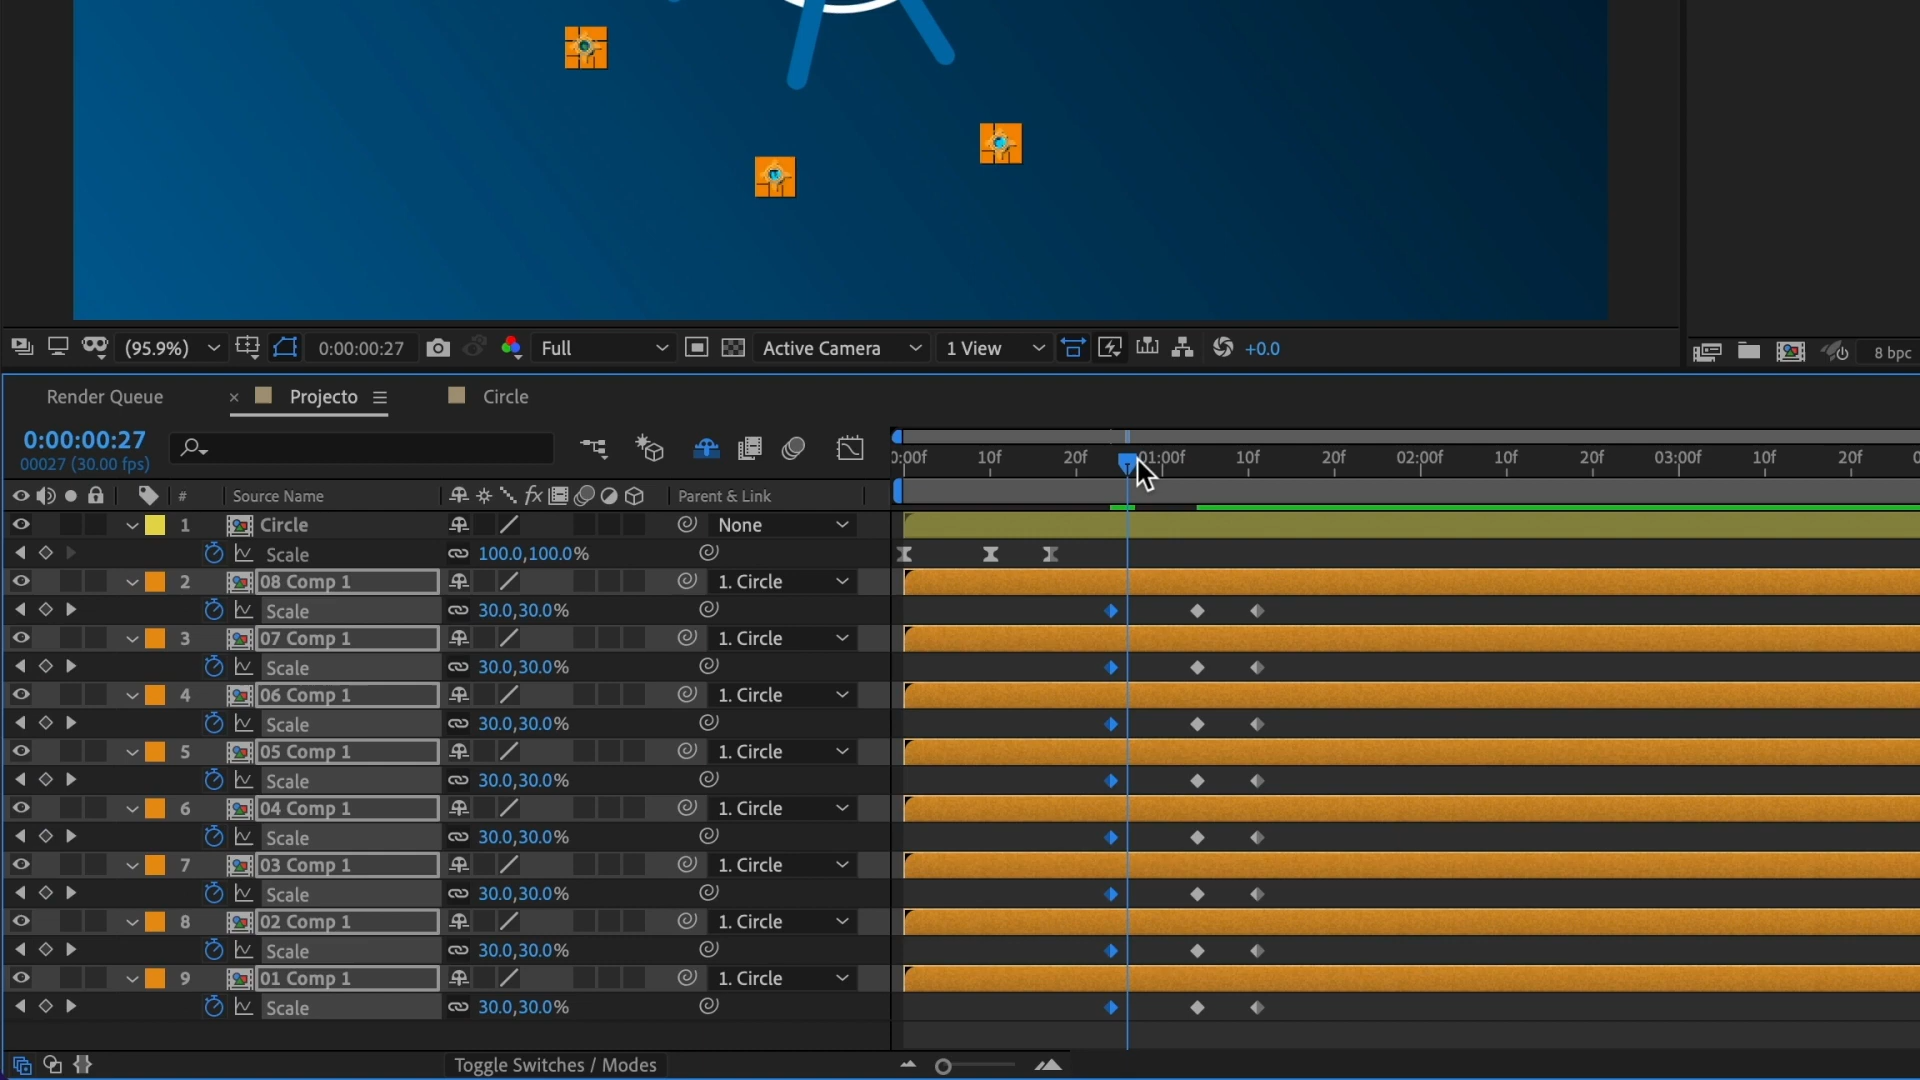 (95.9%) 0:00:00:27 Full Active Camera 1 View +0.0 8 bpc
Render Queue × Projecto Circle
0:00:00:27
00027 (30.00 fps)
0:00f 10f 20f 01:00f 10f 20f 02:00f 10f 20f 03:00f 10f 20f
# Source Name fx Parent & Link
1 Circle None
Scale 100.0,100.0%
2 08 Comp 1 1. Circle
Scale 30.0,30.0%
3 07 Comp 1 1. Circle
Scale 30.0,30.0%
4 06 Comp 1 1. Circle
Scale 30.0,30.0%
5 05 Comp 1 1. Circle
Scale 30.0,30.0%
6 04 Comp 1 1. Circle
Scale 30.0,30.0%
7 03 Comp 1 1. Circle
Scale 30.0,30.0%
8 02 Comp 1 1. Circle
Scale 30.0,30.0%
9 01 Comp 1 1. Circle
Scale 30.0,30.0%
Toggle Switches / Modes